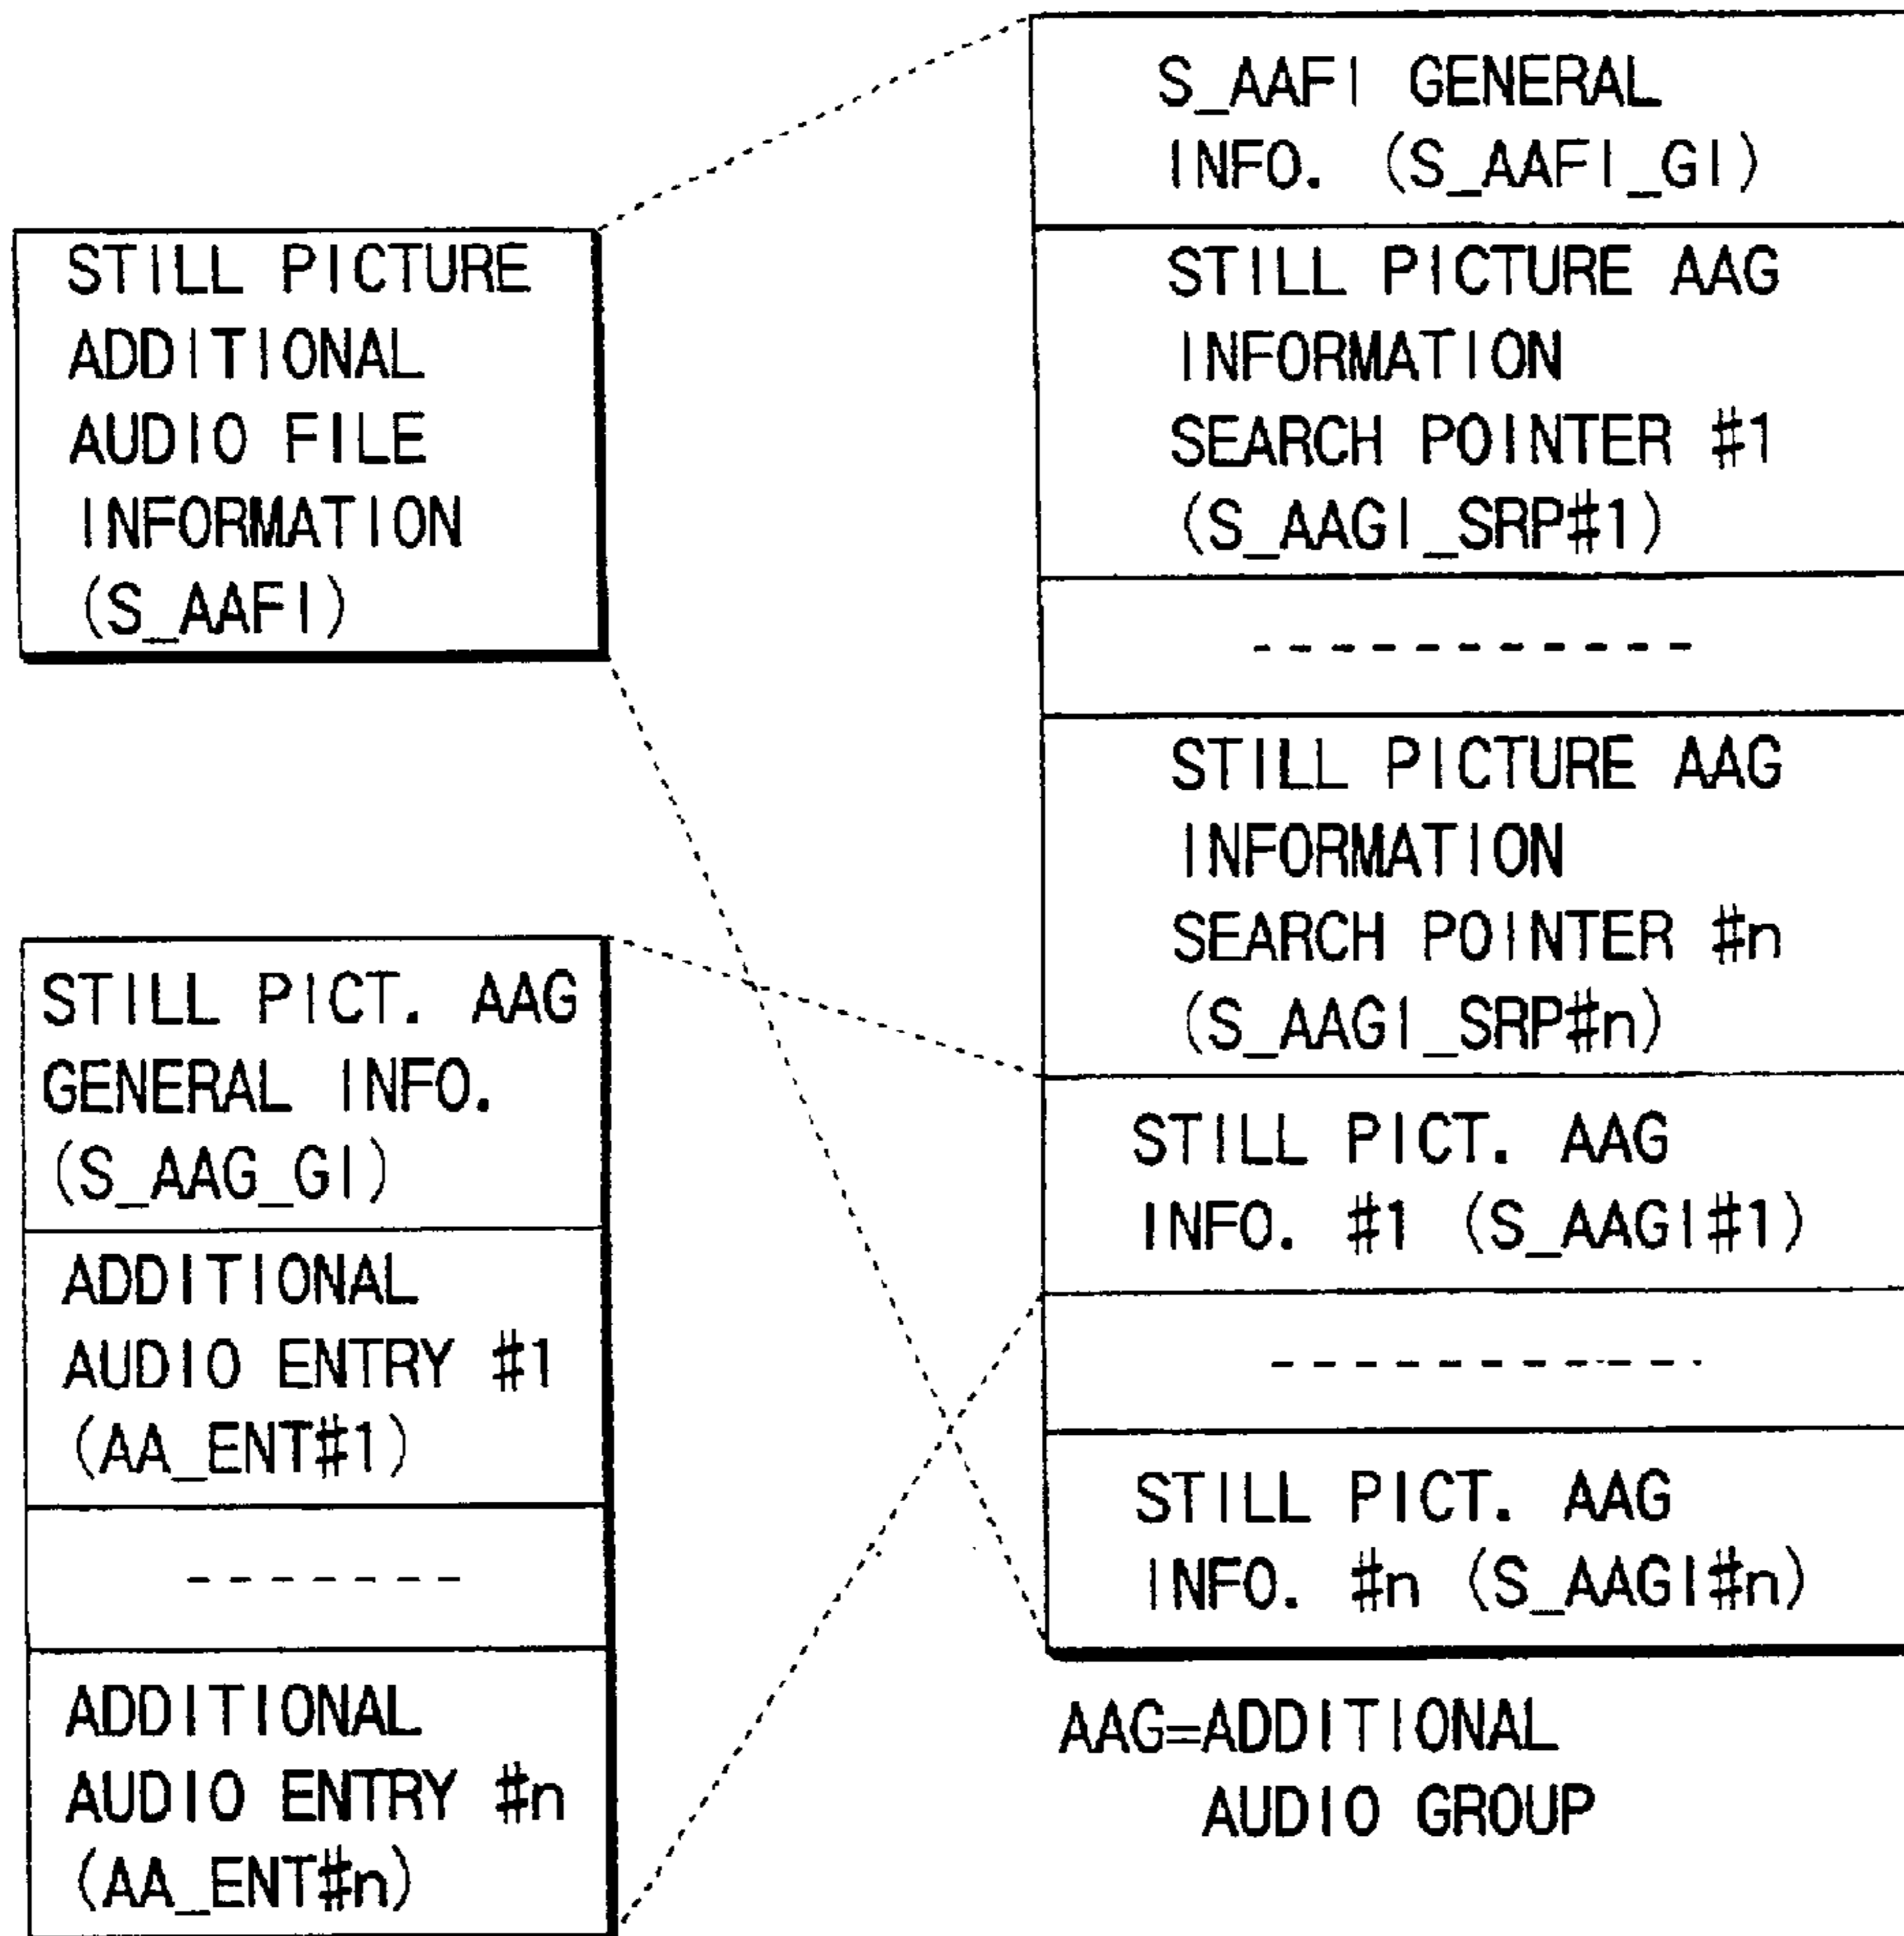 STILL PICTURE
ADDITIONAL
AUDIO FILE
INFORMATION
(S_AAFI)
S_AAFI GENERAL
INFO. (S_AAFI_GI)
STILL PICTURE AAG
INFORMATION
SEARCH POINTER #1
(S_AAGI_SRP#1)
STILL PICTURE AAG
INFORMATION
SEARCH POINTER #n
(S_AAGI_SRP#n)
STILL PICT. AAG
INFO. #1 (S_AAGI#1)
STILL PICT. AAG
INFO. #n (S_AAGI#n)
AAG=ADDITIONAL
AUDIO GROUP
STILL PICT. AAG
GENERAL INFO.
(S_AAG_GI)
ADDITIONAL
AUDIO ENTRY #1
(AA_ENT#1)
ADDITIONAL
AUDIO ENTRY #n
(AA_ENT#n)